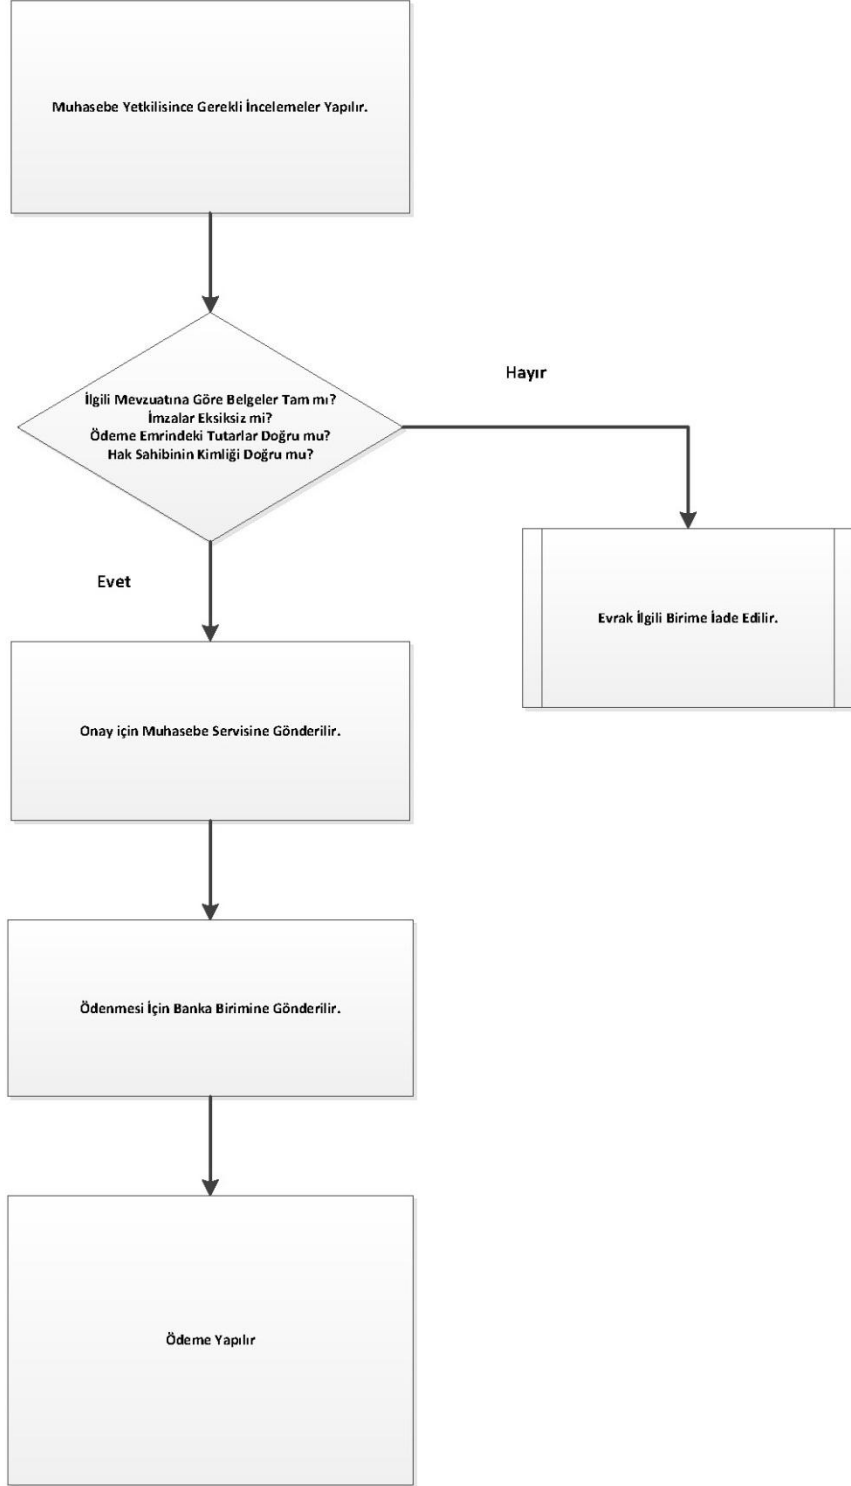 Muhasebe Yetkilisince Gerekli İncelemeler Yapılır.
Hayır
İlgili Mevzuatına Göre Belgeler Tam mı?
İmzalar Eksiksiz mi?
Ödeme Emrindeki Tutarlar Doğru mu?
Hak Sahibinin Kimliği Doğru mu?
Evet
Evrak İlgili Birime İade Edilir.
Onay için Muhasebe Servisine Gönderilir.
Ödenmesi İçin Banka Birimine Gönderilir.
Ödeme Yapılır